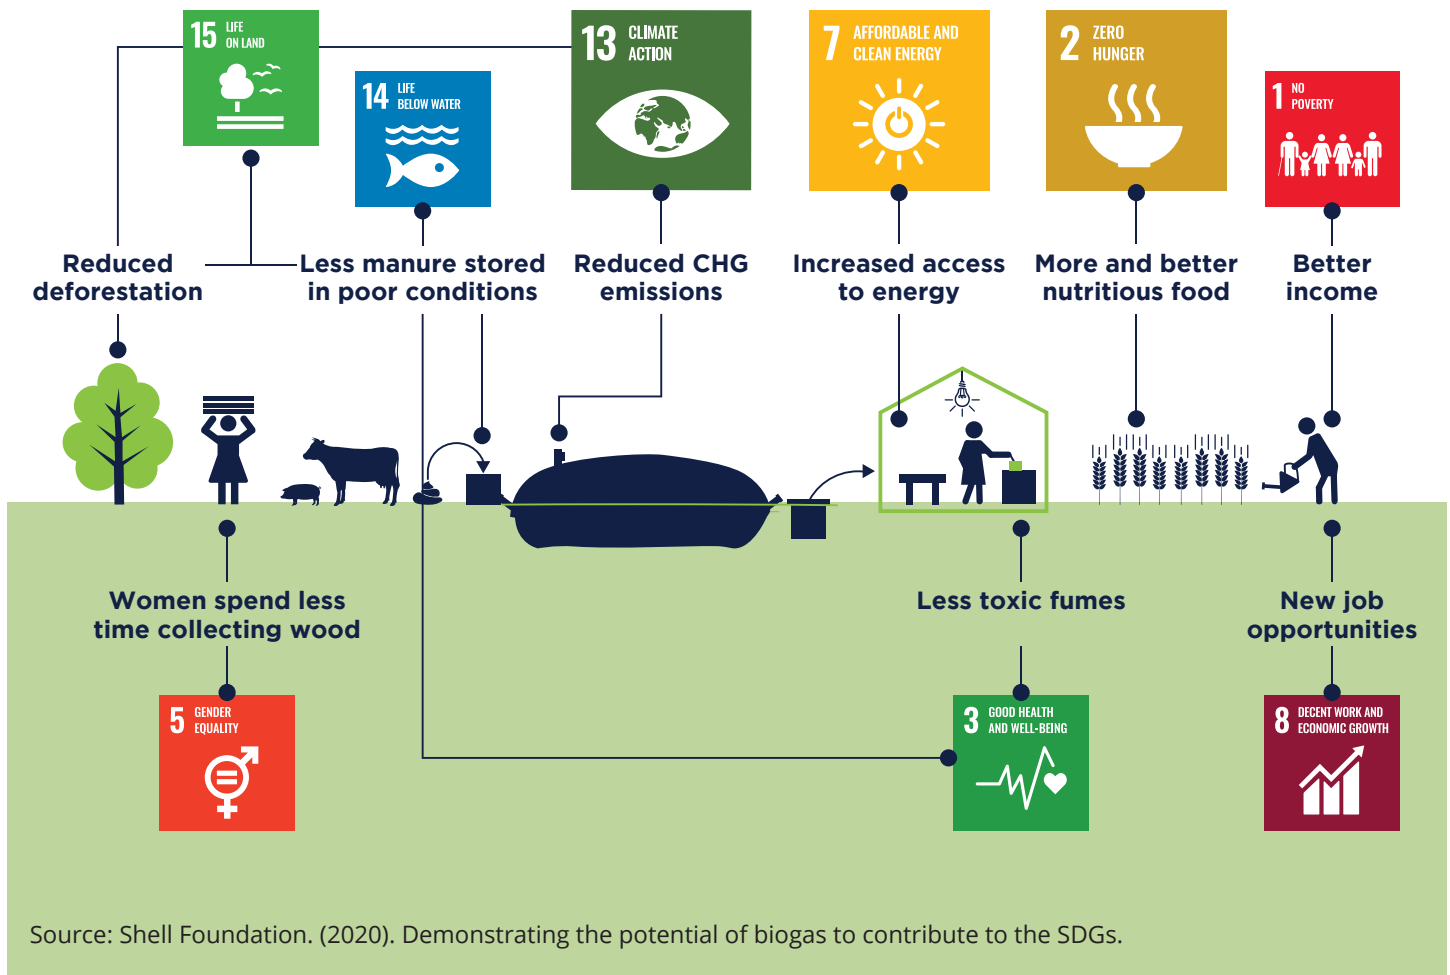 15 LIFE
ON LAND
14 LIFE
BELOW WATER
13 CLIMATE
ACTION
7 AFFORDABLE AND
CLEAN ENERGY
2 ZERO
HUNGER
1 NO
POVERTY
Reduced
deforestation
Less manure stored
in poor conditions
Reduced CHG
emissions
Increased access
to energy
More and better
nutritious food
Better
income
Women spend less
time collecting wood
Less toxic fumes
New job
opportunities
5 GENDER
EQUALITY
3 GOOD HEALTH
AND WELL-BEING
8 DECENT WORK AND
ECONOMIC GROWTH
Source: Shell Foundation. (2020). Demonstrating the potential of biogas to contribute to the SDGs.